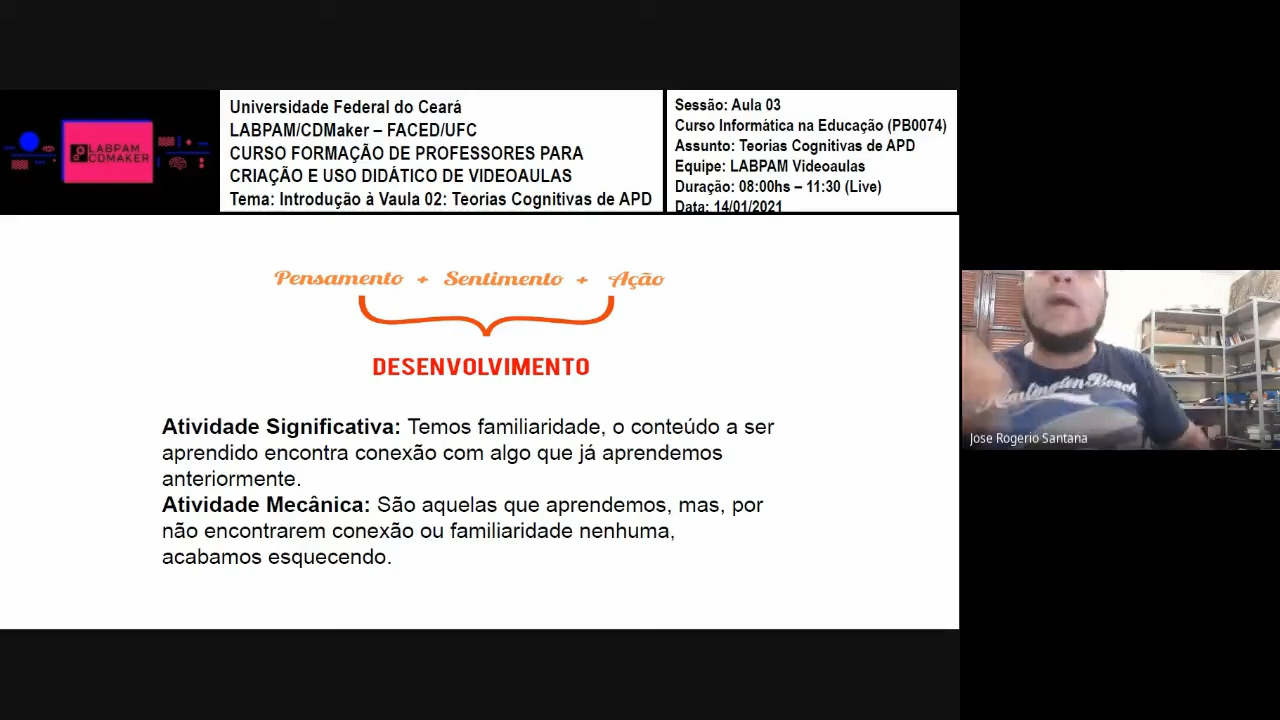 LABPAM
CDMAKER
Universidade Federal do Ceará
LABPAM/CDMaker – FACED/UFC
CURSO FORMAÇÃO DE PROFESSORES PARA
CRIAÇÃO E USO DIDÁTICO DE VIDEOAULAS
Tema: Introdução à Vaula 02: Teorias Cognitivas de APD
Sessão: Aula 03
Curso Informática na Educação (PB0074)
Assunto: Teorias Cognitivas de APD
Equipe: LABPAM Videoaulas
Duração: 08:00hs – 11:30 (Live)
Data: 14/01/2021
Pensamento + Sentimento + Ação
DESENVOLVIMENTO
Atividade Significativa: Temos familiaridade, o conteúdo a ser
aprendido encontra conexão com algo que já aprendemos
anteriormente.
Atividade Mecânica: São aquelas que aprendemos, mas, por
não encontrarem conexão ou familiaridade nenhuma,
acabamos esquecendo.
Jose Rogerio Santana